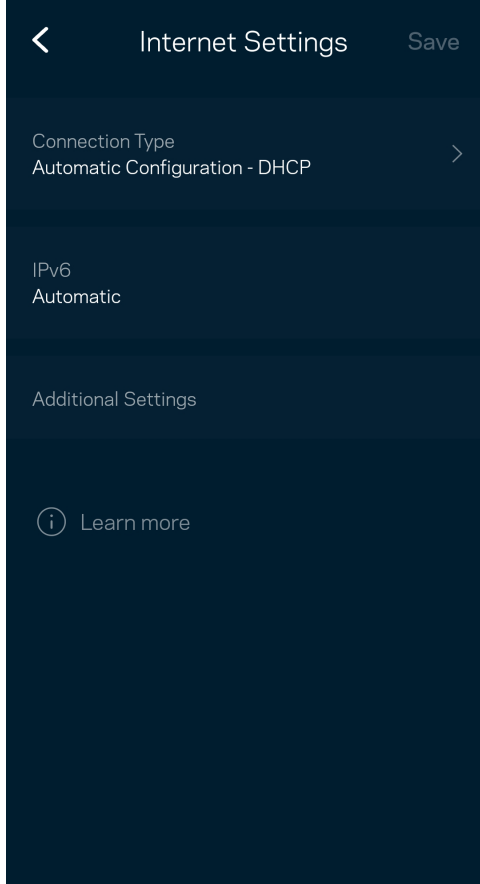 Internet Settings
Save
Connection Type
Automatic Configuration - DHCP
IPv6
Automatic
Additional Settings
Learn more